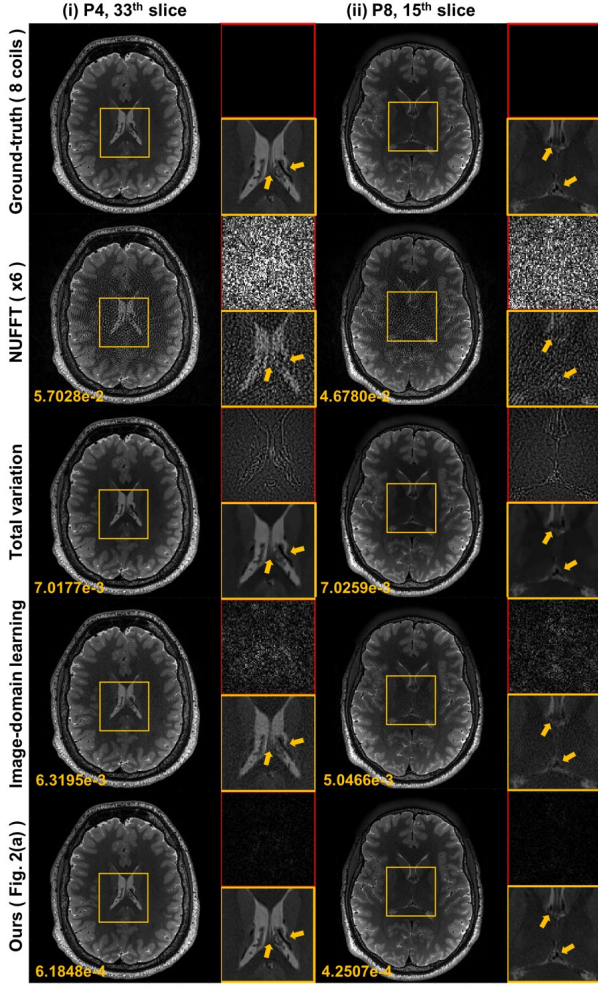 (i) P4, 33th slice
(ii) P8, 15th slice
Ground-truth ( 8 coils)
NUFFT ( x6)
5.7028e-2
4.6780e-2
Total variation
7.0177e-3
7.0259e-3
Image-domain learning
6.3195e-3
5.0466e-3
Ours ( Fig. 2(a) )
6.1848e-4
4.2507e-4